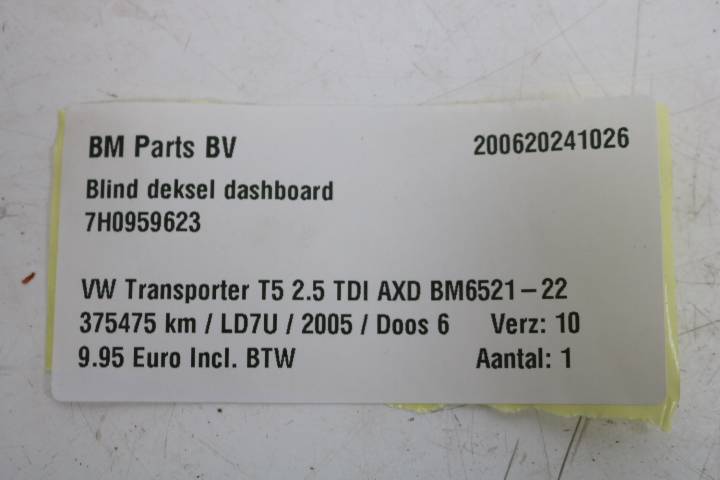 BM Parts BV 200620241026
Blind deksel dashboard
7H0959623
VW Transporter T5 2.5 TDI AXD BM6521-22
375475 km / LD7U / 2005 / Doos 6 Verz: 10
9.95 Euro Incl. BTW Aantal: 1